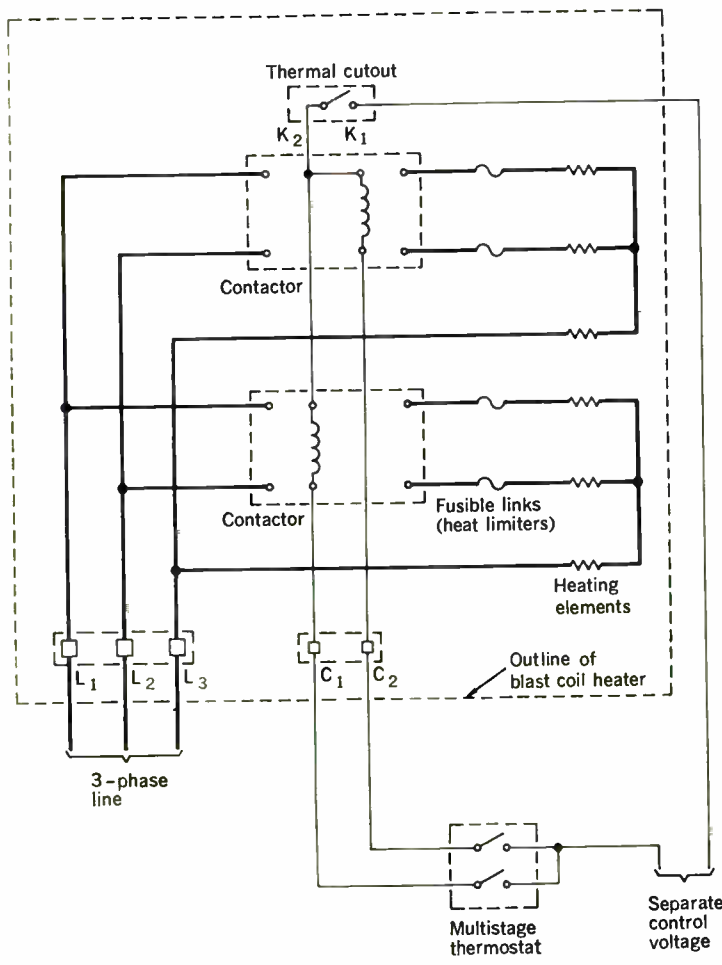 Thermal cutout
K2 K1
Contactor
Contactor
Fusible links
(heat limiters)
Heating
elements
L1 L2 L3
C1 C2
Outline of
blast coil heater
3-phase
line
Multistage
thermostat
Separate
control
voltage